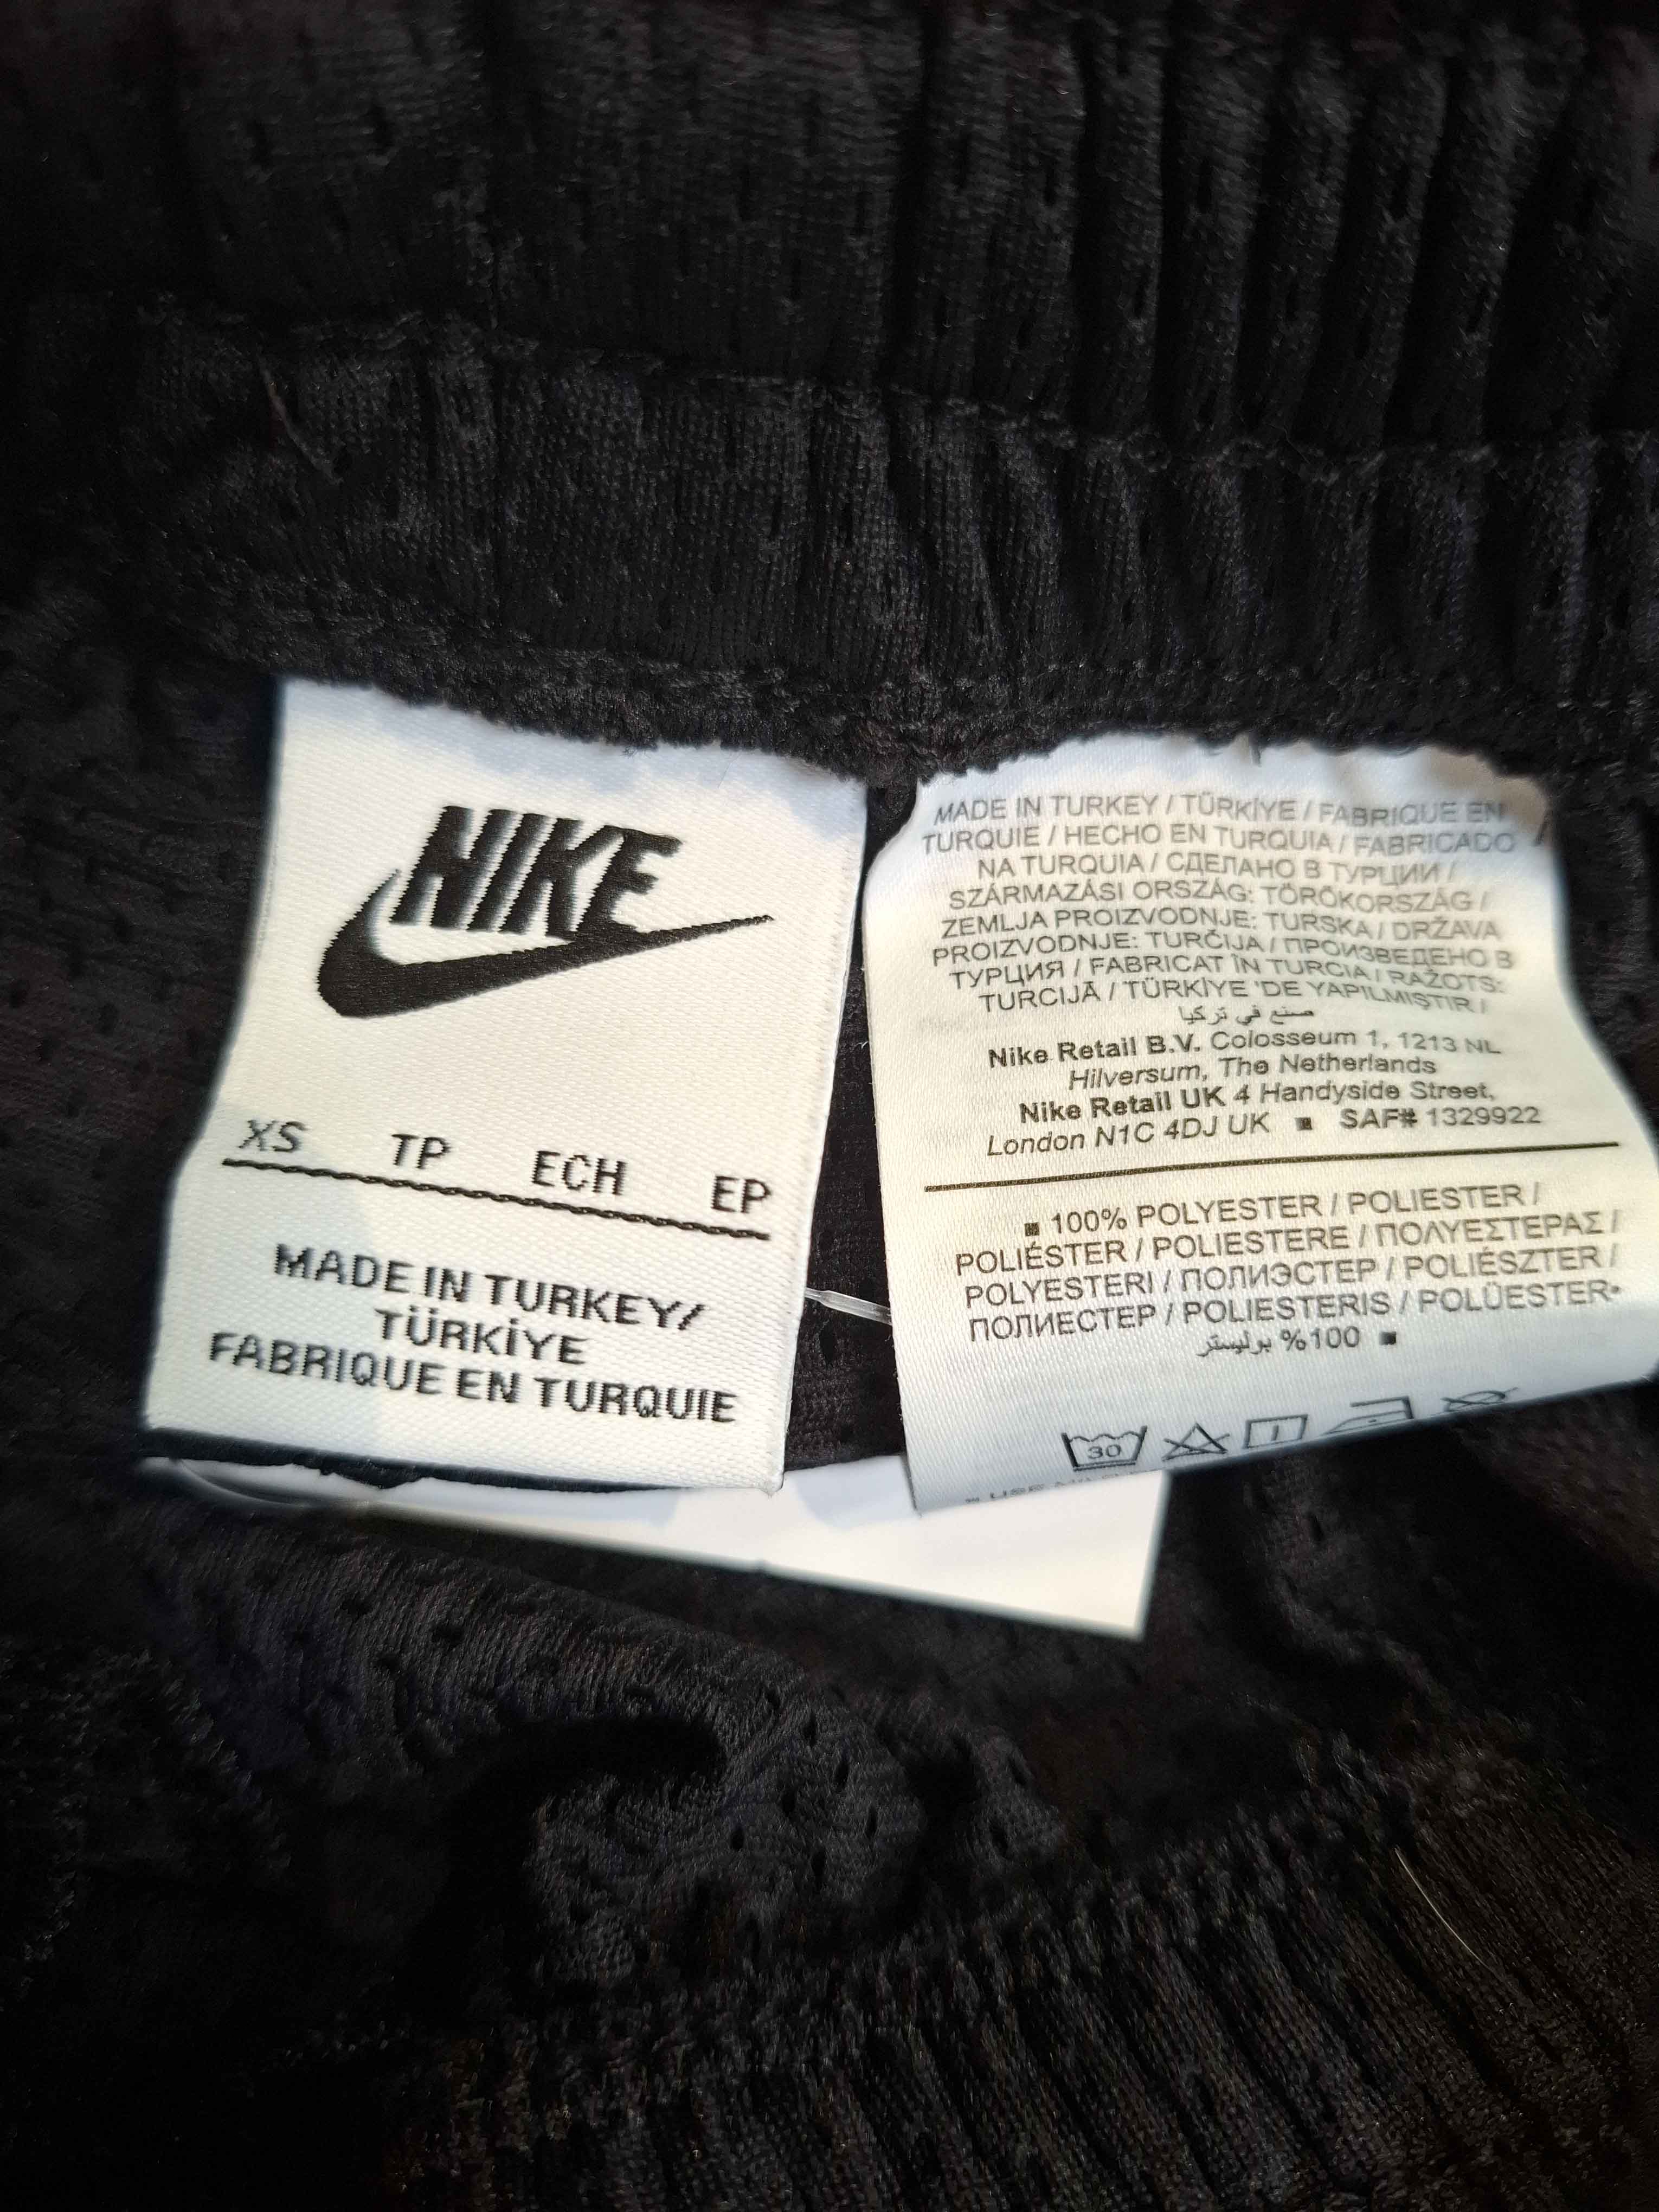 NIKE
XS TP ECH EP
MADE IN TURKEY/
TÜRKİYE
FABRIQUE EN TURQUIE
MADE IN TURKEY / TÜRKİYE / FABRIQUE EN
TURQUIE / HECHO EN TURQUIA / FABRICADO
NA TURQUIA / СДЕЛАНО В ТУРЦИИ /
SZÁRMAZÁSI ORSZÁG: TÖRÖKORSZÁG /
ZEMLJA PROIZVODNJE: TURSKA / DRŽAVA
PROIZVODNJE: TURČIJA / ПРОИЗВЕДЕНО В
ТУРЦИЯ / FABRICAT ÎN TURCIA / RAŽOTS:
TURCIJĀ / TÜRKİYE 'DE YAPILMIŞTIR /
صنع في تركيا
Nike Retail B.V. Colosseum 1, 1213 NL
Hilversum, The Netherlands
Nike Retail UK 4 Handyside Street,
London N1C 4DJ UK ■ SAF# 1329922
■ 100% POLYESTER / POLIESTER /
POLIÉSTER / POLIESTERE / ΠΟΛΥΕΣΤΕΡΑΣ /
POLYESTERI / ПОЛИЭСТЕР / POLIÉSZTER /
ПОЛИЕСТЕР / POLIESTERIS / POLÜESTER•
100% بوليستر ■
30